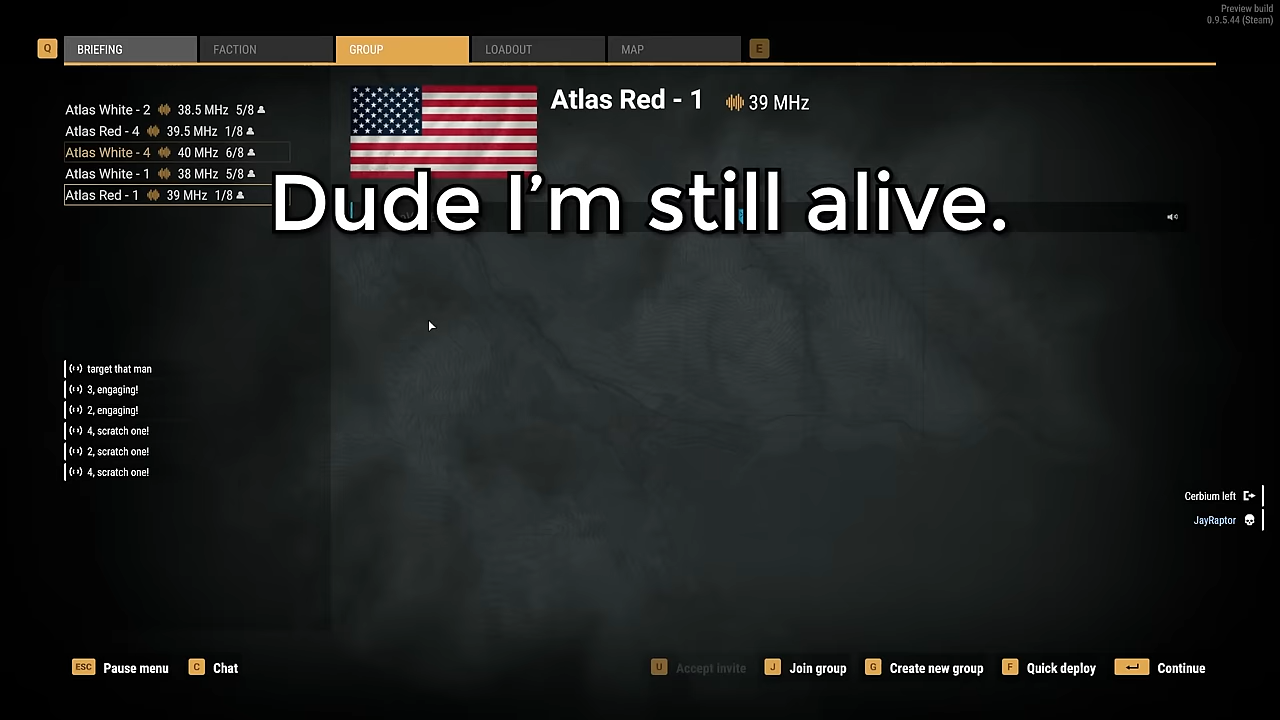 Preview build
0.9.5.44 (Steam)
Q BRIEFING FACTION GROUP LOADOUT MAP E
Atlas White - 2 38.5 MHz 5/8
Atlas Red - 4 39.5 MHz 1/8
Atlas White - 4 40 MHz 6/8
Atlas White - 1 38 MHz 5/8
Atlas Red - 1 39 MHz 1/8
Atlas Red - 1 39 MHz
Dude I'm still alive.
target that man
3, engaging!
2, engaging!
4, scratch one!
2, scratch one!
4, scratch one!
Cerbium left
JayRaptor
ESC Pause menu C Chat U Accept invite J Join group G Create new group F Quick deploy Continue